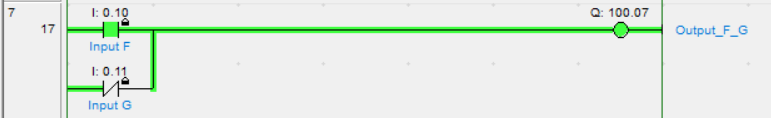 7
I: 0.10
Q: 100.07
17
Output_F_G
Input F
I: 0.11
Input G